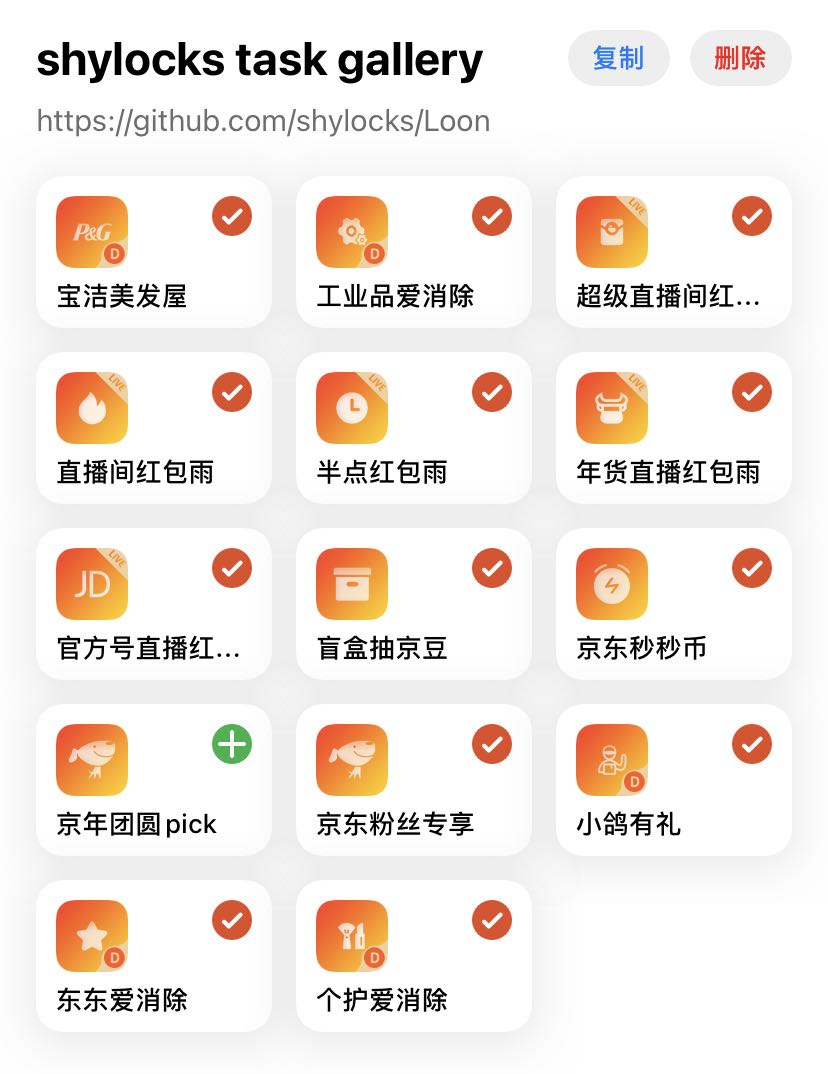 shylocks task gallery
复制
删除
https://github.com/shylocks/Loon
P&G
D
宝洁美发屋
D
工业品爱消除
LIVE
超级直播间红...
LIVE
直播间红包雨
LIVE
半点红包雨
LIVE
年货直播红包雨
LIVE
JD
官方号直播红...
盲盒抽京豆
京东秒秒币
京年团圆pick
京东粉丝专享
D
小鸽有礼
D
东东爱消除
D
个护爱消除